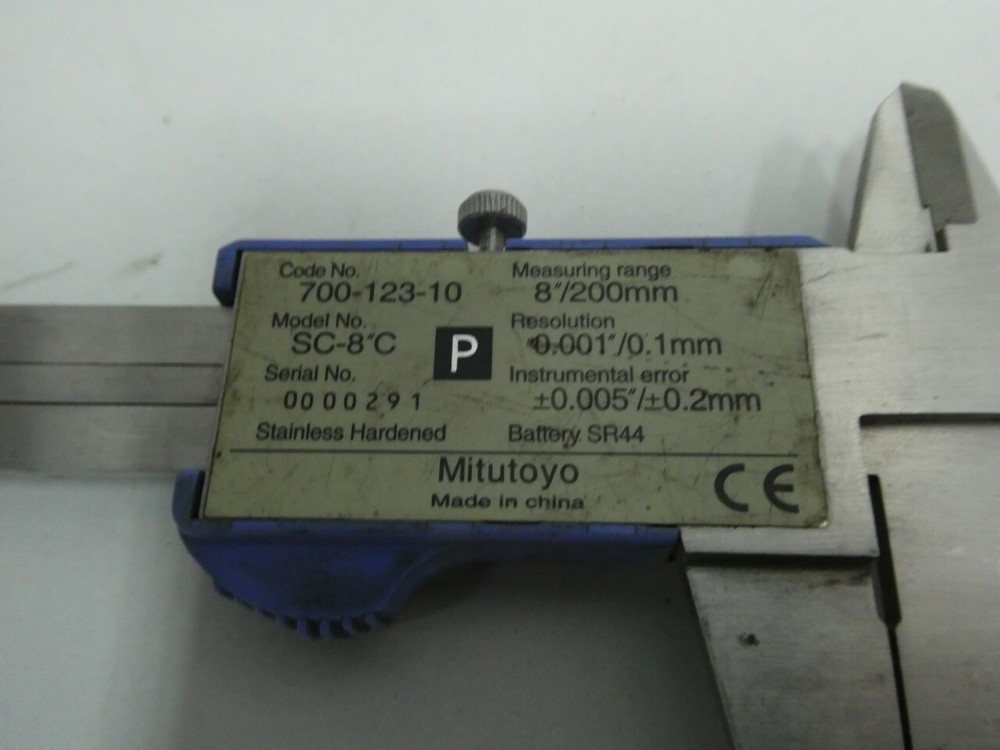 Code No.
700-123-10
Model No.
SC-8"C
Serial No.
0000291
Stainless Hardened
P
Measuring range
8"/200mm
Resolution
0.001"/0.1mm
Instrumental error
±0.005"/±0.2mm
Battery SR44
Mitutoyo
Made in china
CE